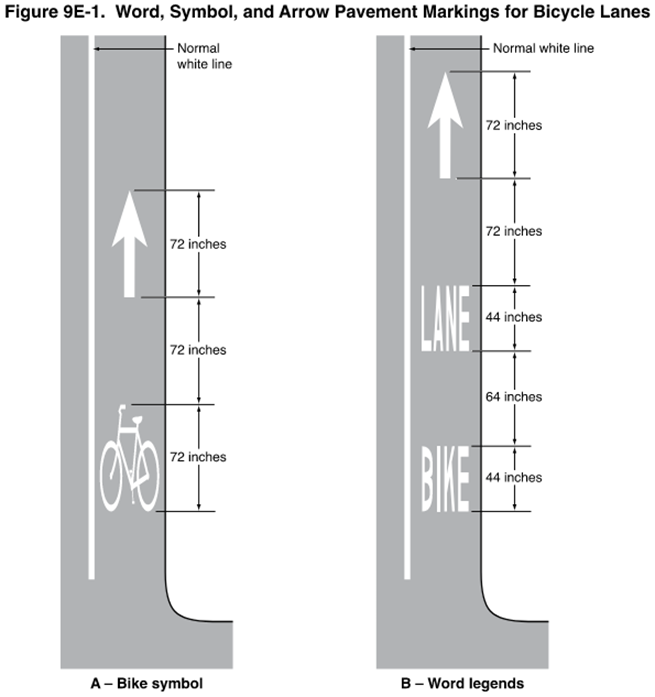 Figure 9E-1. Word, Symbol, and Arrow Pavement Markings for Bicycle Lanes
Normal
white line
72 inches
72 inches
72 inches
A – Bike symbol
Normal white line
72 inches
72 inches
LANE
44 inches
64 inches
BIKE
44 inches
B – Word legends